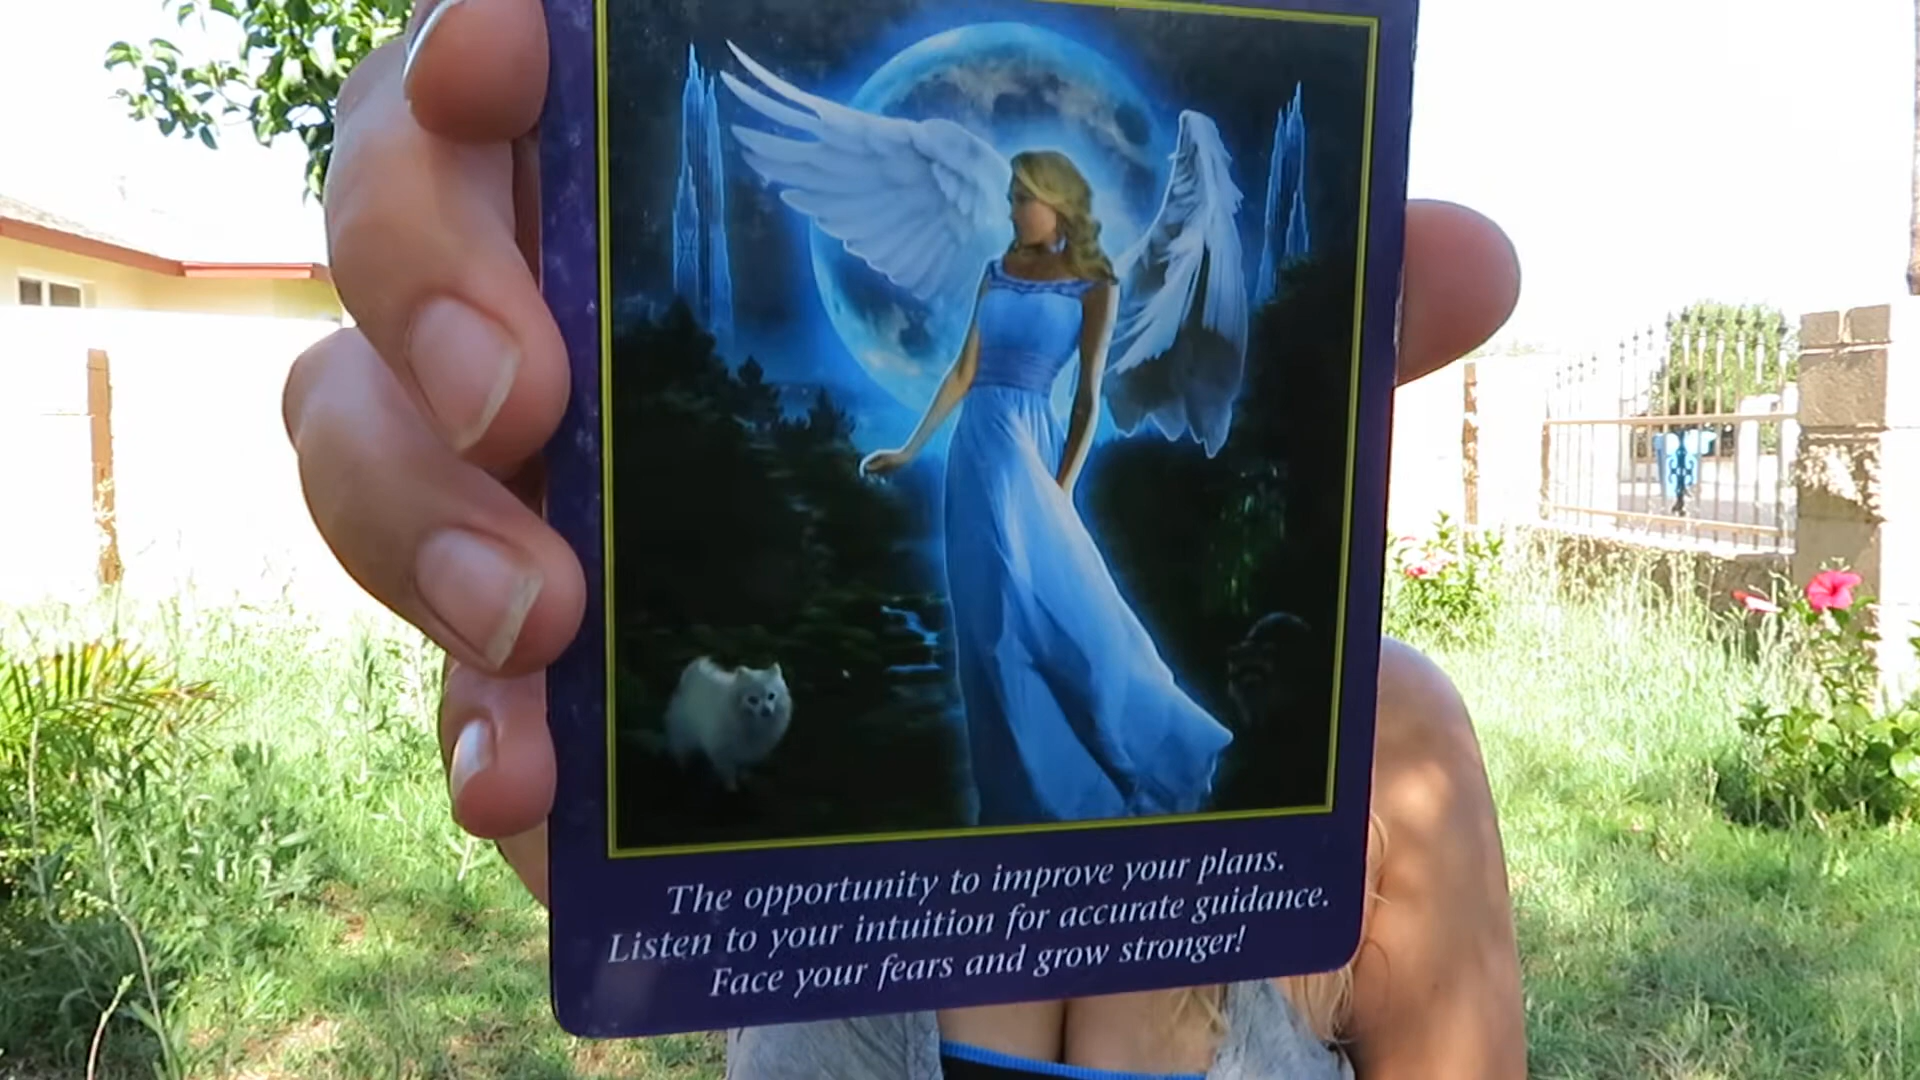 The opportunity to improve your plans.
Listen to your intuition for accurate guidance.
Face your fears and grow stronger!